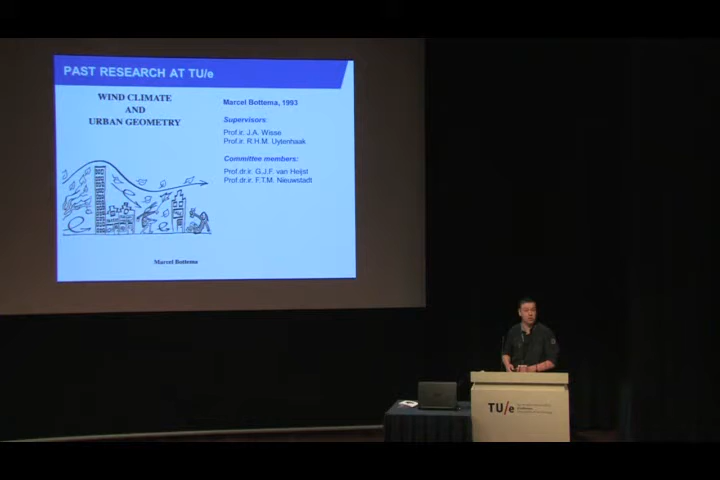 PAST RESEARCH AT TU/e
WIND CLIMATE
AND
URBAN GEOMETRY
Marcel Bottema
Marcel Bottema, 1993
Supervisors:
Prof.ir. J.A. Wisse
Prof.ir. R.H.M. Uytenhaak
Committee members:
Prof.dr.ir. G.J.F. van Heijst
Prof.dr.ir. F.T.M. Nieuwstadt
TU/e